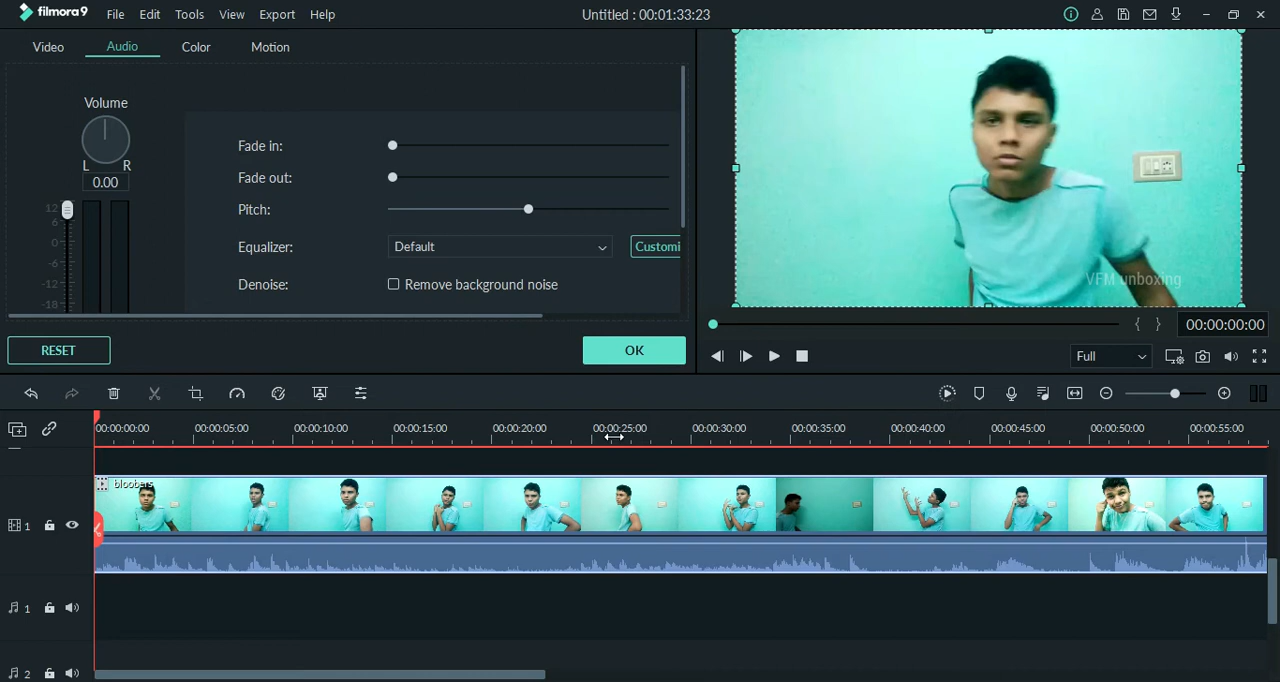 filmora9 File Edit Tools View Export Help Untitled : 00:01:33:23
Video Audio Color Motion
Volume
L R
0.00
12
6
0
-6
-12
-18
Fade in:
Fade out:
Pitch:
Equalizer: Default Customi
Denoise: Remove background noise
RESET OK
VFM unboxing
{ } 00:00:00:00
Full
00:00:00:00 00:00:05:00 00:00:10:00 00:00:15:00 00:00:20:00 00:00:25:00 00:00:30:00 00:00:35:00 00:00:40:00 00:00:45:00 00:00:50:00 00:00:55:00
bloobers
1
1
2